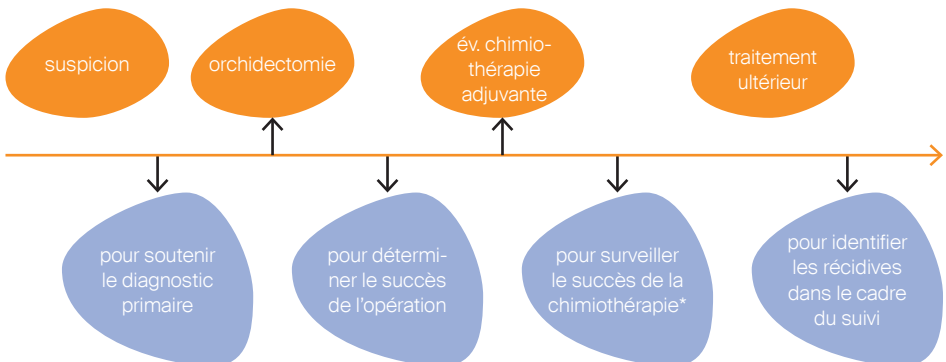 suspicion
orchidectomie
év. chimio-
thérapie
adjuvante
traitement
ultérieur
pour soutenir
le diagnostic
primaire
pour détermi-
ner le succès
de l'opération
pour surveiller
le succès de la
chimiothérapie*
pour identifier
les récidives
dans le cadre
du suivi